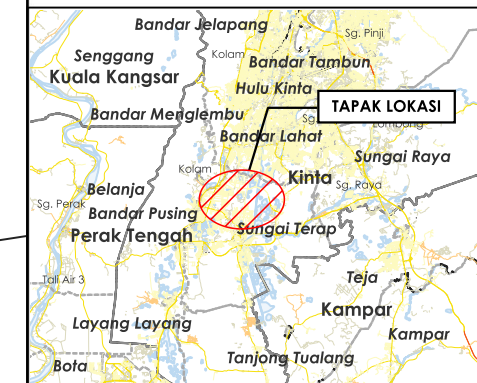 Bandar Jelapang
Sg. Pinji
Senggang
Kolam
Bandar Tambun
Kuala Kangsar
Hulu Kinta
TAPAK LOKASI
Bandar Menglembu
Sg.
Bandar Lahat
Sungai Raya
Kolam
Kinta
Sg. Raya
Belanja
Sg. Perak
Bandar Pusing
Sungai Terap
Perak Tengah
Tali Air 3
Teja
Kampar
Layang Layang
Kampar
Tanjong Tualang
Bota